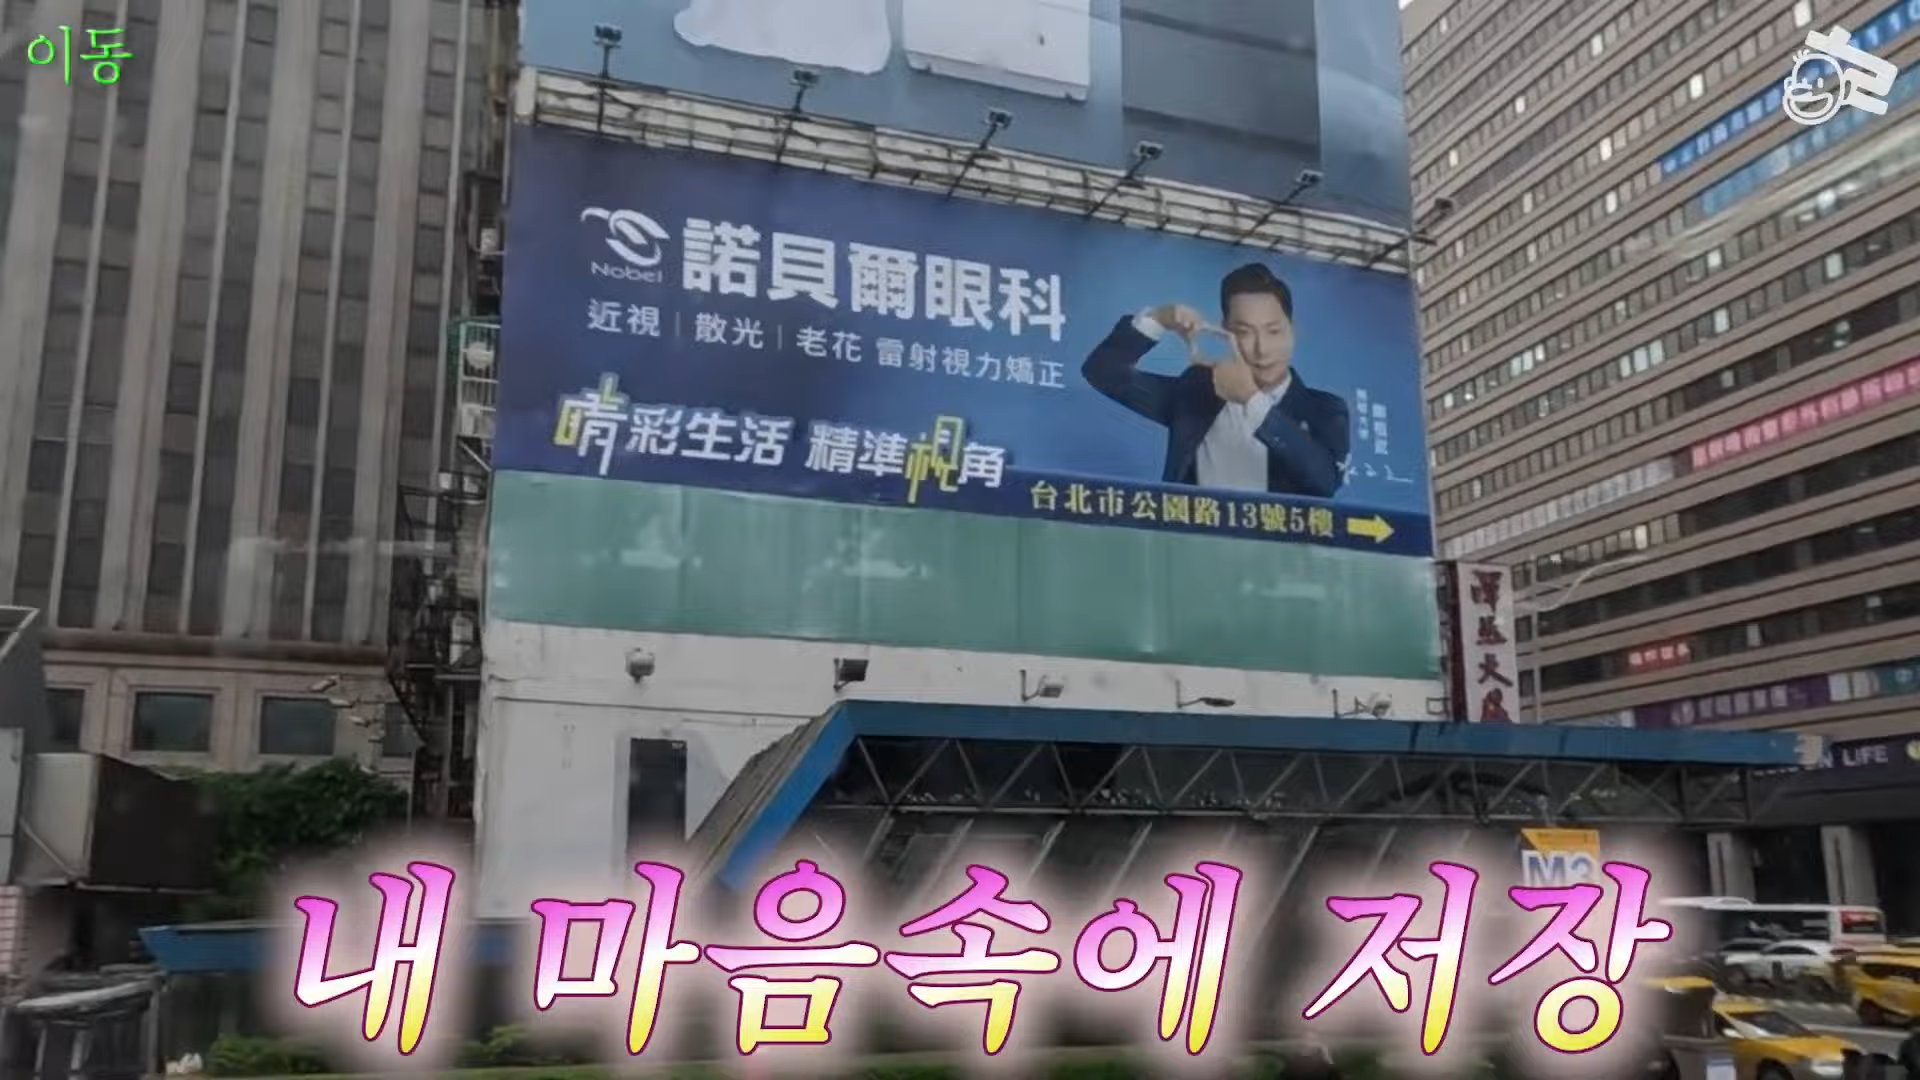 이동
Nobel
諾貝爾眼科
近視 | 散光 | 老花 雷射視力矯正
睛彩生活 精準視角
台北市公園路13號5樓
LIFE
M3
내 마음속에 저장